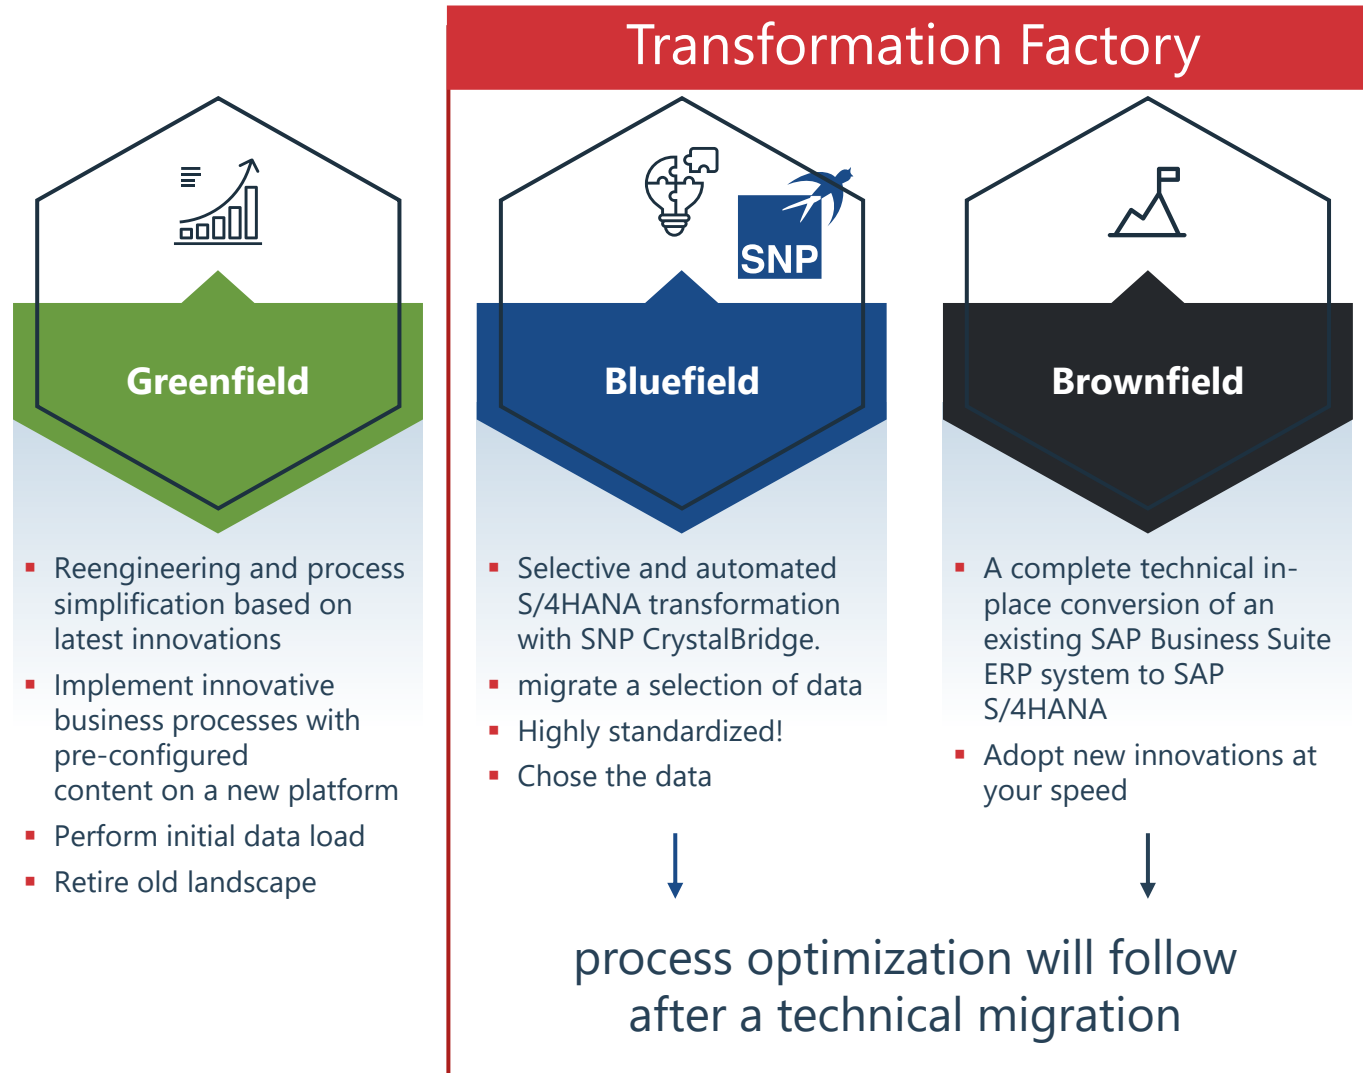 Transformation Factory
SNP
Greenfield
Bluefield
Brownfield
▪ Reengineering and process
simplification based on
latest innovations
▪ Implement innovative
business processes with
pre-configured
content on a new platform
▪ Perform initial data load
▪ Retire old landscape
▪ Selective and automated
S/4HANA transformation
with SNP CrystalBridge.
▪ migrate a selection of data
▪ Highly standardized!
▪ Chose the data
▪ A complete technical in-
place conversion of an
existing SAP Business Suite
ERP system to SAP
S/4HANA
▪ Adopt new innovations at
your speed
process optimization will follow
after a technical migration